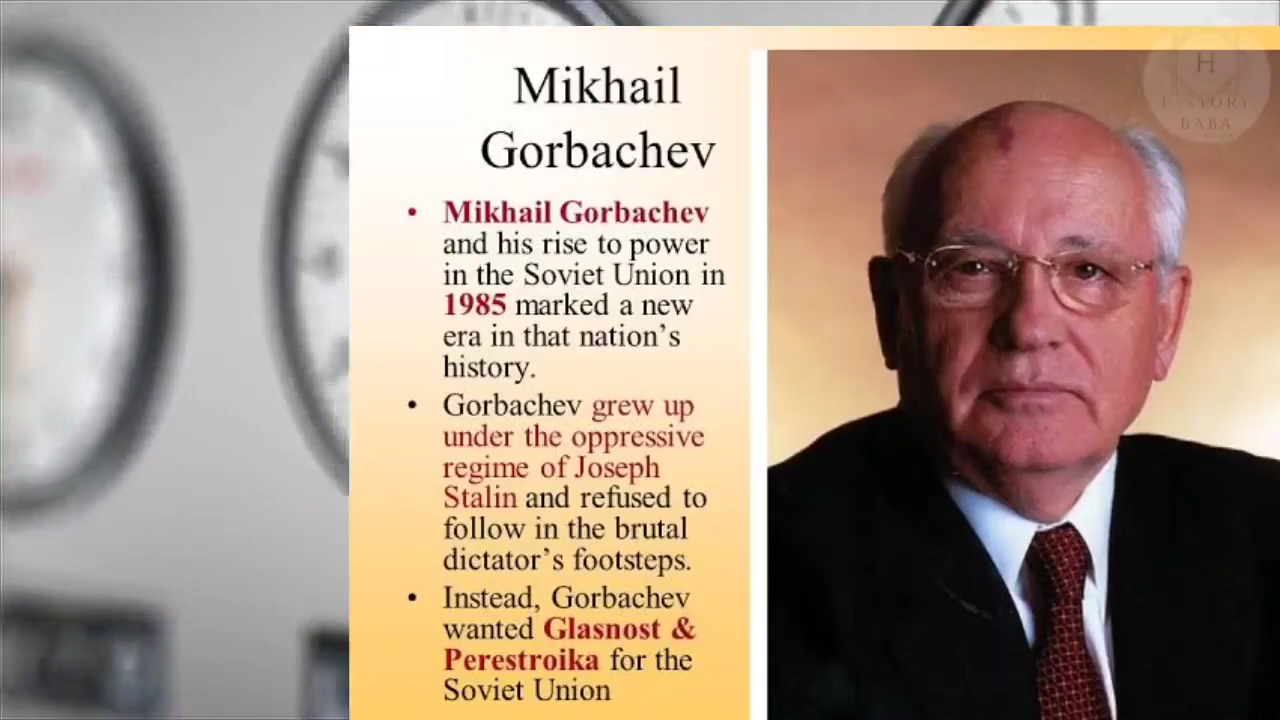 Mikhail
Gorbachev
• Mikhail Gorbachev
and his rise to power
in the Soviet Union in
1985 marked a new
era in that nation's
history.
• Gorbachev grew up
under the oppressive
regime of Joseph
Stalin and refused to
follow in the brutal
dictator's footsteps.
• Instead, Gorbachev
wanted Glasnost &
Perestroika for the
Soviet Union
H
HISTORY
BABA